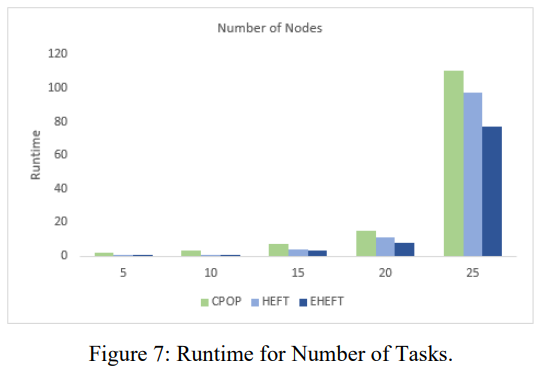 Number of Nodes
120
100
80
60
40
20
0
Runtime
5 10 15 20 25
CPOP HEFT EHEFT
Figure 7: Runtime for Number of Tasks.